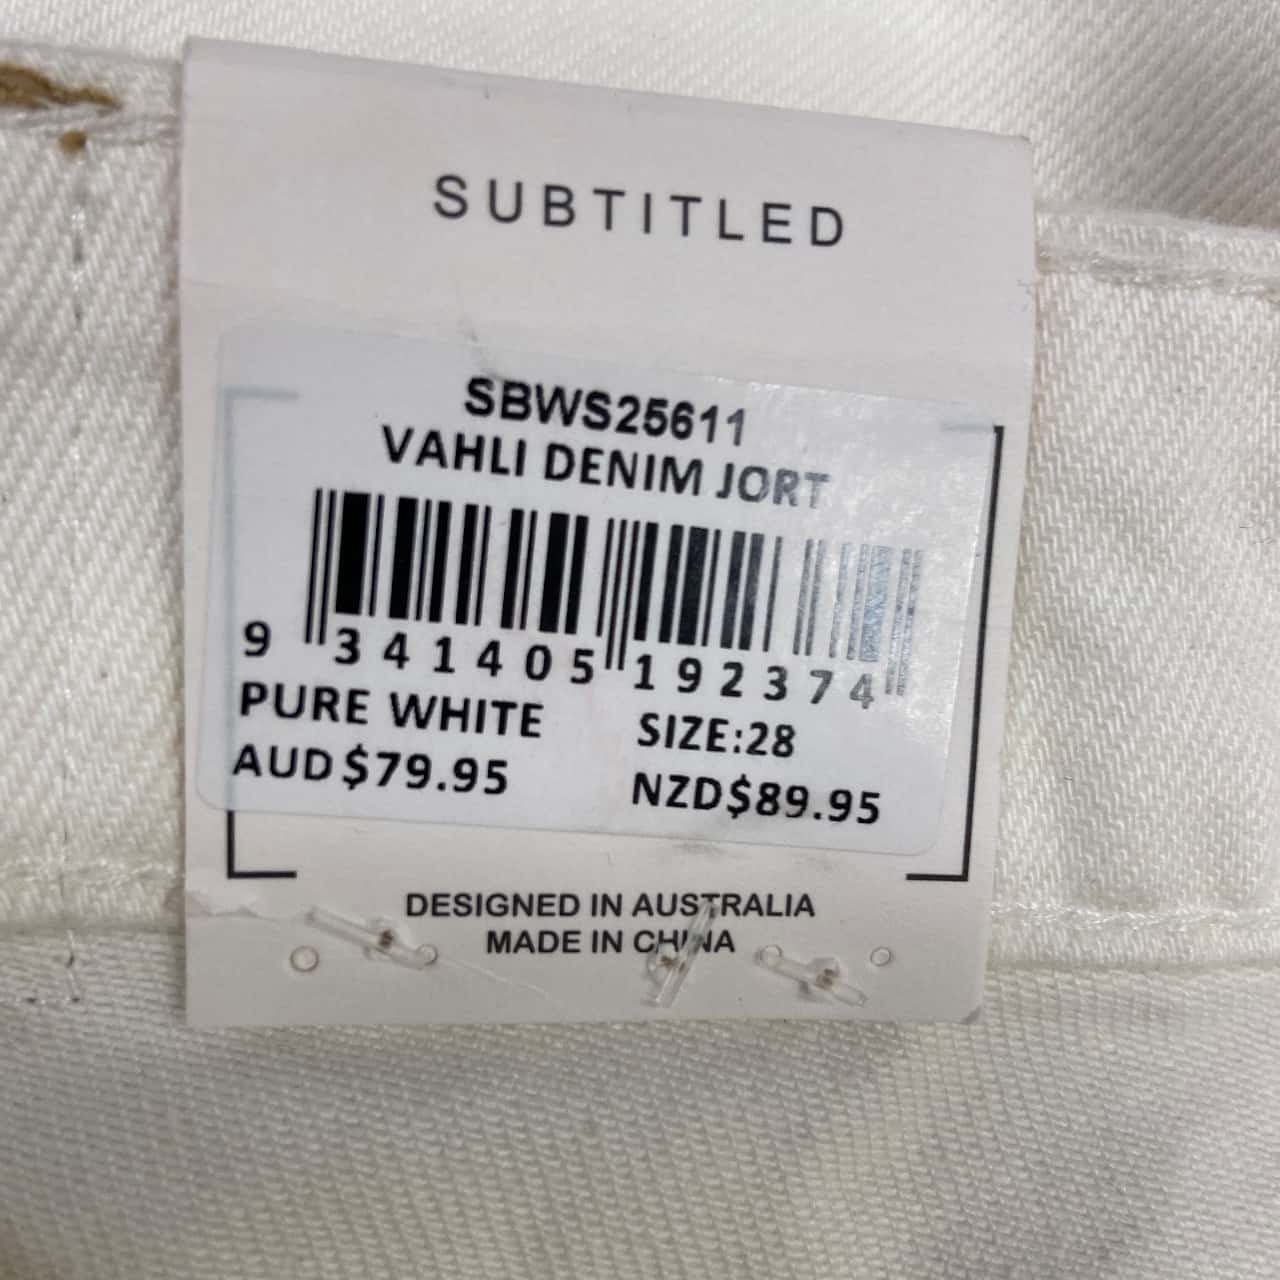 SUBTITLED
SBWS25611
VAHLI DENIM JORT
9 341405 192374
PURE WHITE SIZE:28
AUD$79.95 NZD$89.95
DESIGNED IN AUSTRALIA
MADE IN CHINA